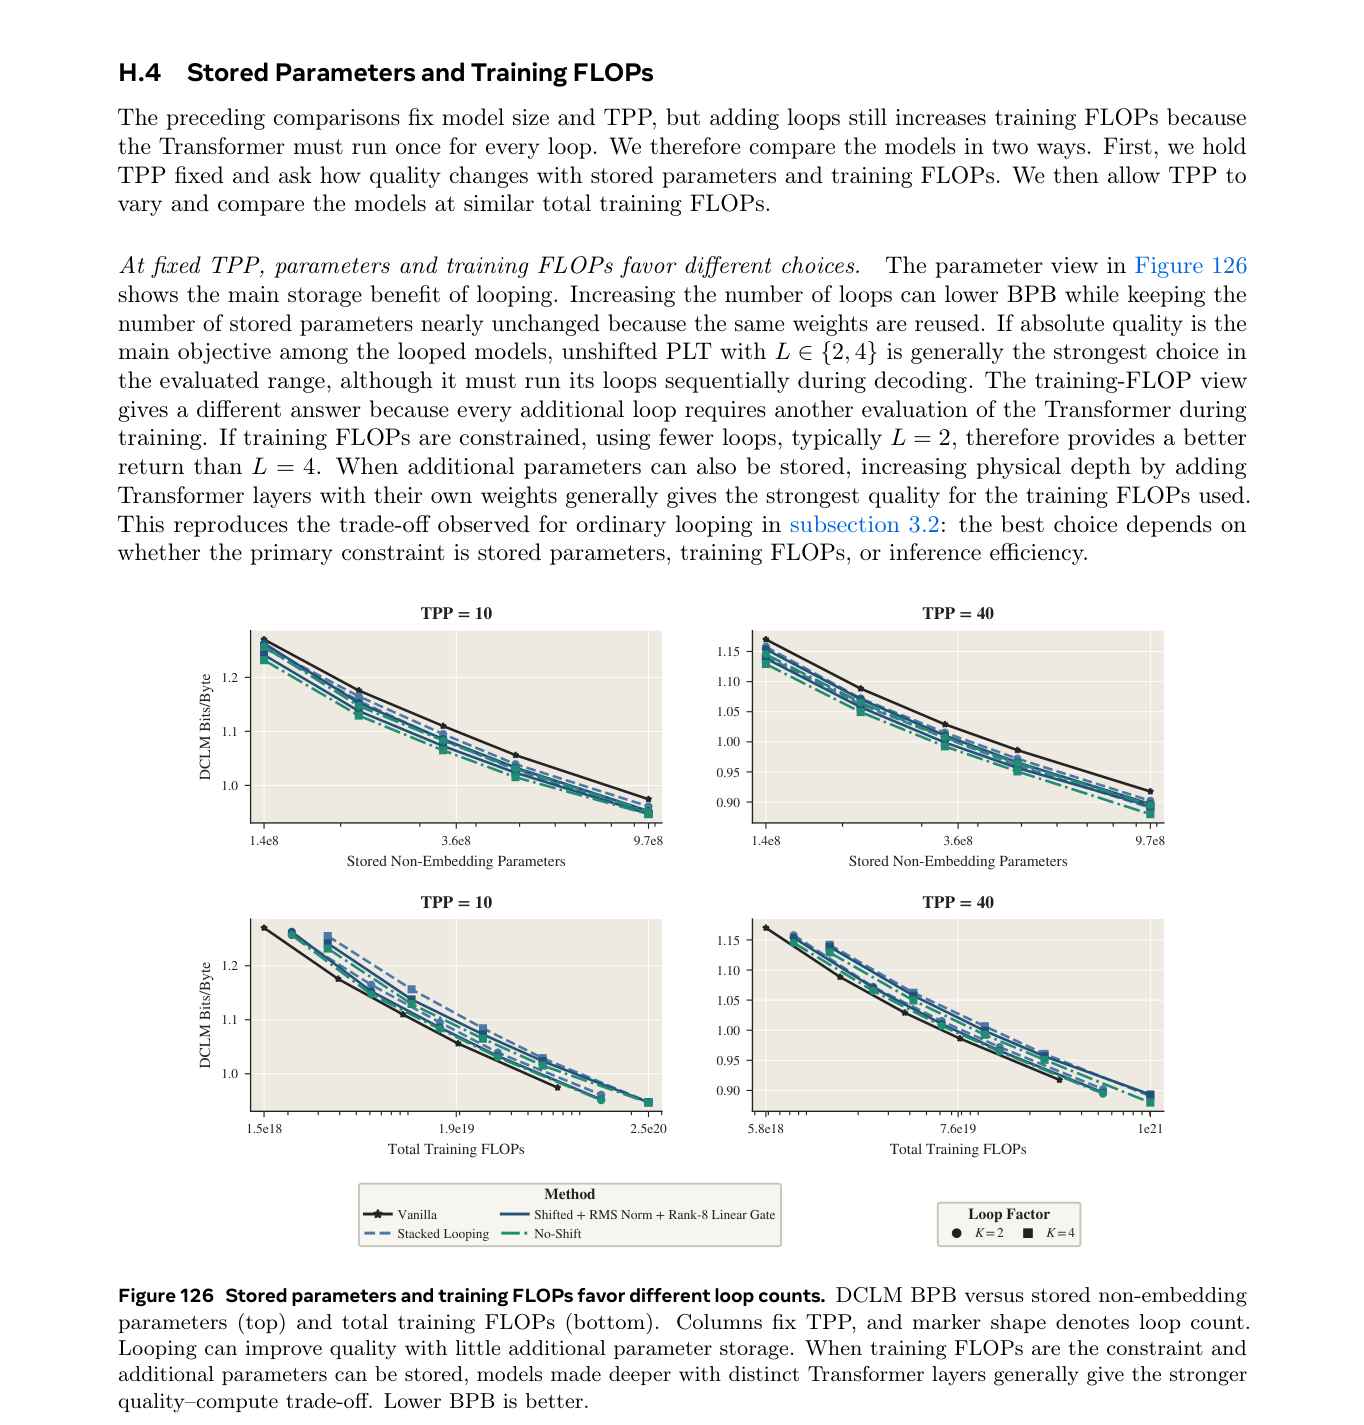 H.4 Stored Parameters and Training FLOPs
The preceding comparisons fix model size and TPP, but adding loops still increases training FLOPs because
the Transformer must run once for every loop. We therefore compare the models in two ways. First, we hold
TPP fixed and ask how quality changes with stored parameters and training FLOPs. We then allow TPP to
vary and compare the models at similar total training FLOPs.
At fixed TPP, parameters and training FLOPs favor different choices. The parameter view in Figure 126
shows the main storage benefit of looping. Increasing the number of loops can lower BPB while keeping the
number of stored parameters nearly unchanged because the same weights are reused. If absolute quality is the
main objective among the looped models, unshifted PLT with L ∈ {2, 4} is generally the strongest choice in
the evaluated range, although it must run its loops sequentially during decoding. The training-FLOP view
gives a different answer because every additional loop requires another evaluation of the Transformer during
training. If training FLOPs are constrained, using fewer loops, typically L = 2, therefore provides a better
return than L = 4. When additional parameters can also be stored, increasing physical depth by adding
Transformer layers with their own weights generally gives the strongest quality for the training FLOPs used.
This reproduces the trade-off observed for ordinary looping in subsection 3.2: the best choice depends on
whether the primary constraint is stored parameters, training FLOPs, or inference efficiency.
TPP = 10
DCLM Bits/Byte
1.2
1.1
1.0
1.4e8 3.6e8 9.7e8
Stored Non-Embedding Parameters
TPP = 40
1.15
1.10
1.05
1.00
0.95
0.90
1.4e8 3.6e8 9.7e8
Stored Non-Embedding Parameters
TPP = 10
DCLM Bits/Byte
1.2
1.1
1.0
1.5e18 1.9e19 2.5e20
Total Training FLOPs
TPP = 40
1.15
1.10
1.05
1.00
0.95
0.90
5.8e18 7.6e19 1e21
Total Training FLOPs
Method
Vanilla Shifted + RMS Norm + Rank-8 Linear Gate
Stacked Looping No-Shift
Loop Factor
K = 2 K = 4
Figure 126 Stored parameters and training FLOPs favor different loop counts. DCLM BPB versus stored non-embedding
parameters (top) and total training FLOPs (bottom). Columns fix TPP, and marker shape denotes loop count.
Looping can improve quality with little additional parameter storage. When training FLOPs are the constraint and
additional parameters can be stored, models made deeper with distinct Transformer layers generally give the stronger
quality–compute trade-off. Lower BPB is better.